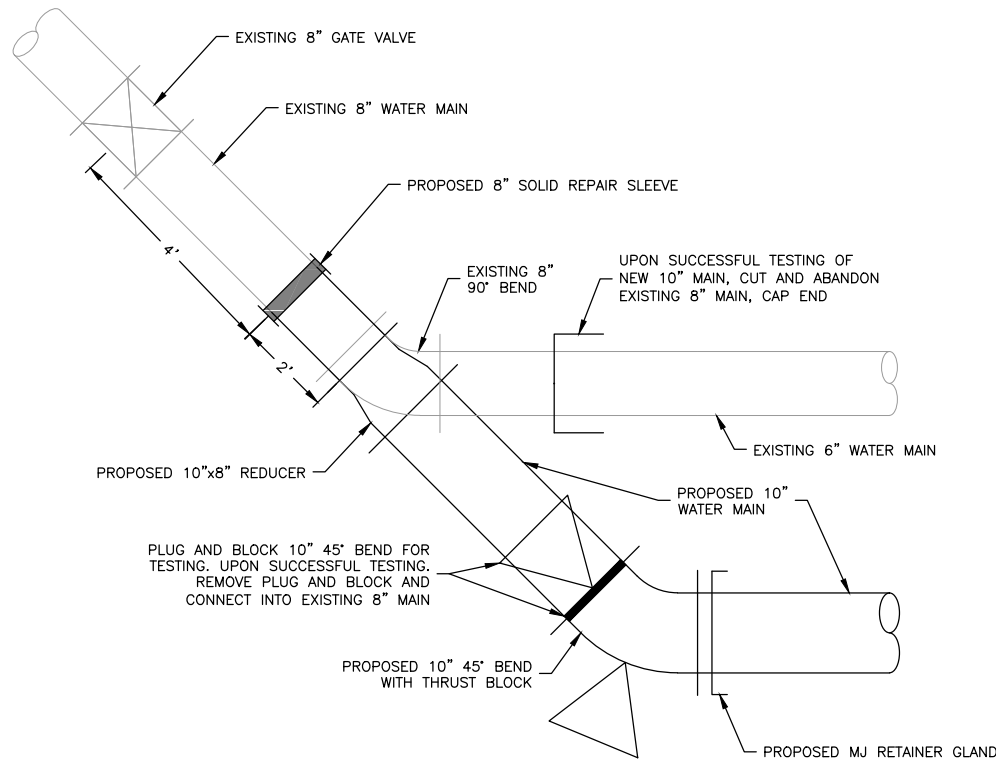 EXISTING 8" GATE VALVE
EXISTING 8" WATER MAIN
PROPOSED 8" SOLID REPAIR SLEEVE
4'
EXISTING 8"
90° BEND
UPON SUCCESSFUL TESTING OF
NEW 10" MAIN, CUT AND ABANDON
EXISTING 8" MAIN, CAP END
2'
EXISTING 6" WATER MAIN
PROPOSED 10"x8" REDUCER
PROPOSED 10"
WATER MAIN
PLUG AND BLOCK 10" 45° BEND FOR
TESTING. UPON SUCCESSFUL TESTING.
REMOVE PLUG AND BLOCK AND
CONNECT INTO EXISTING 8" MAIN
PROPOSED 10" 45° BEND
WITH THRUST BLOCK
PROPOSED MJ RETAINER GLAND